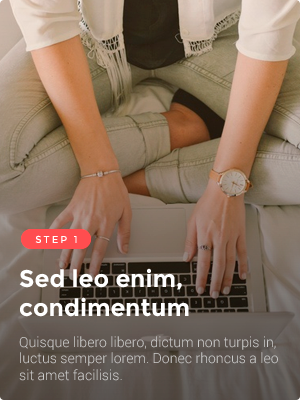 STEP 1
Sed leo enim,
condimentum
Quisque libero libero, dictum non turpis in,
luctus semper lorem. Donec rhoncus a leo
sit amet facilisis.